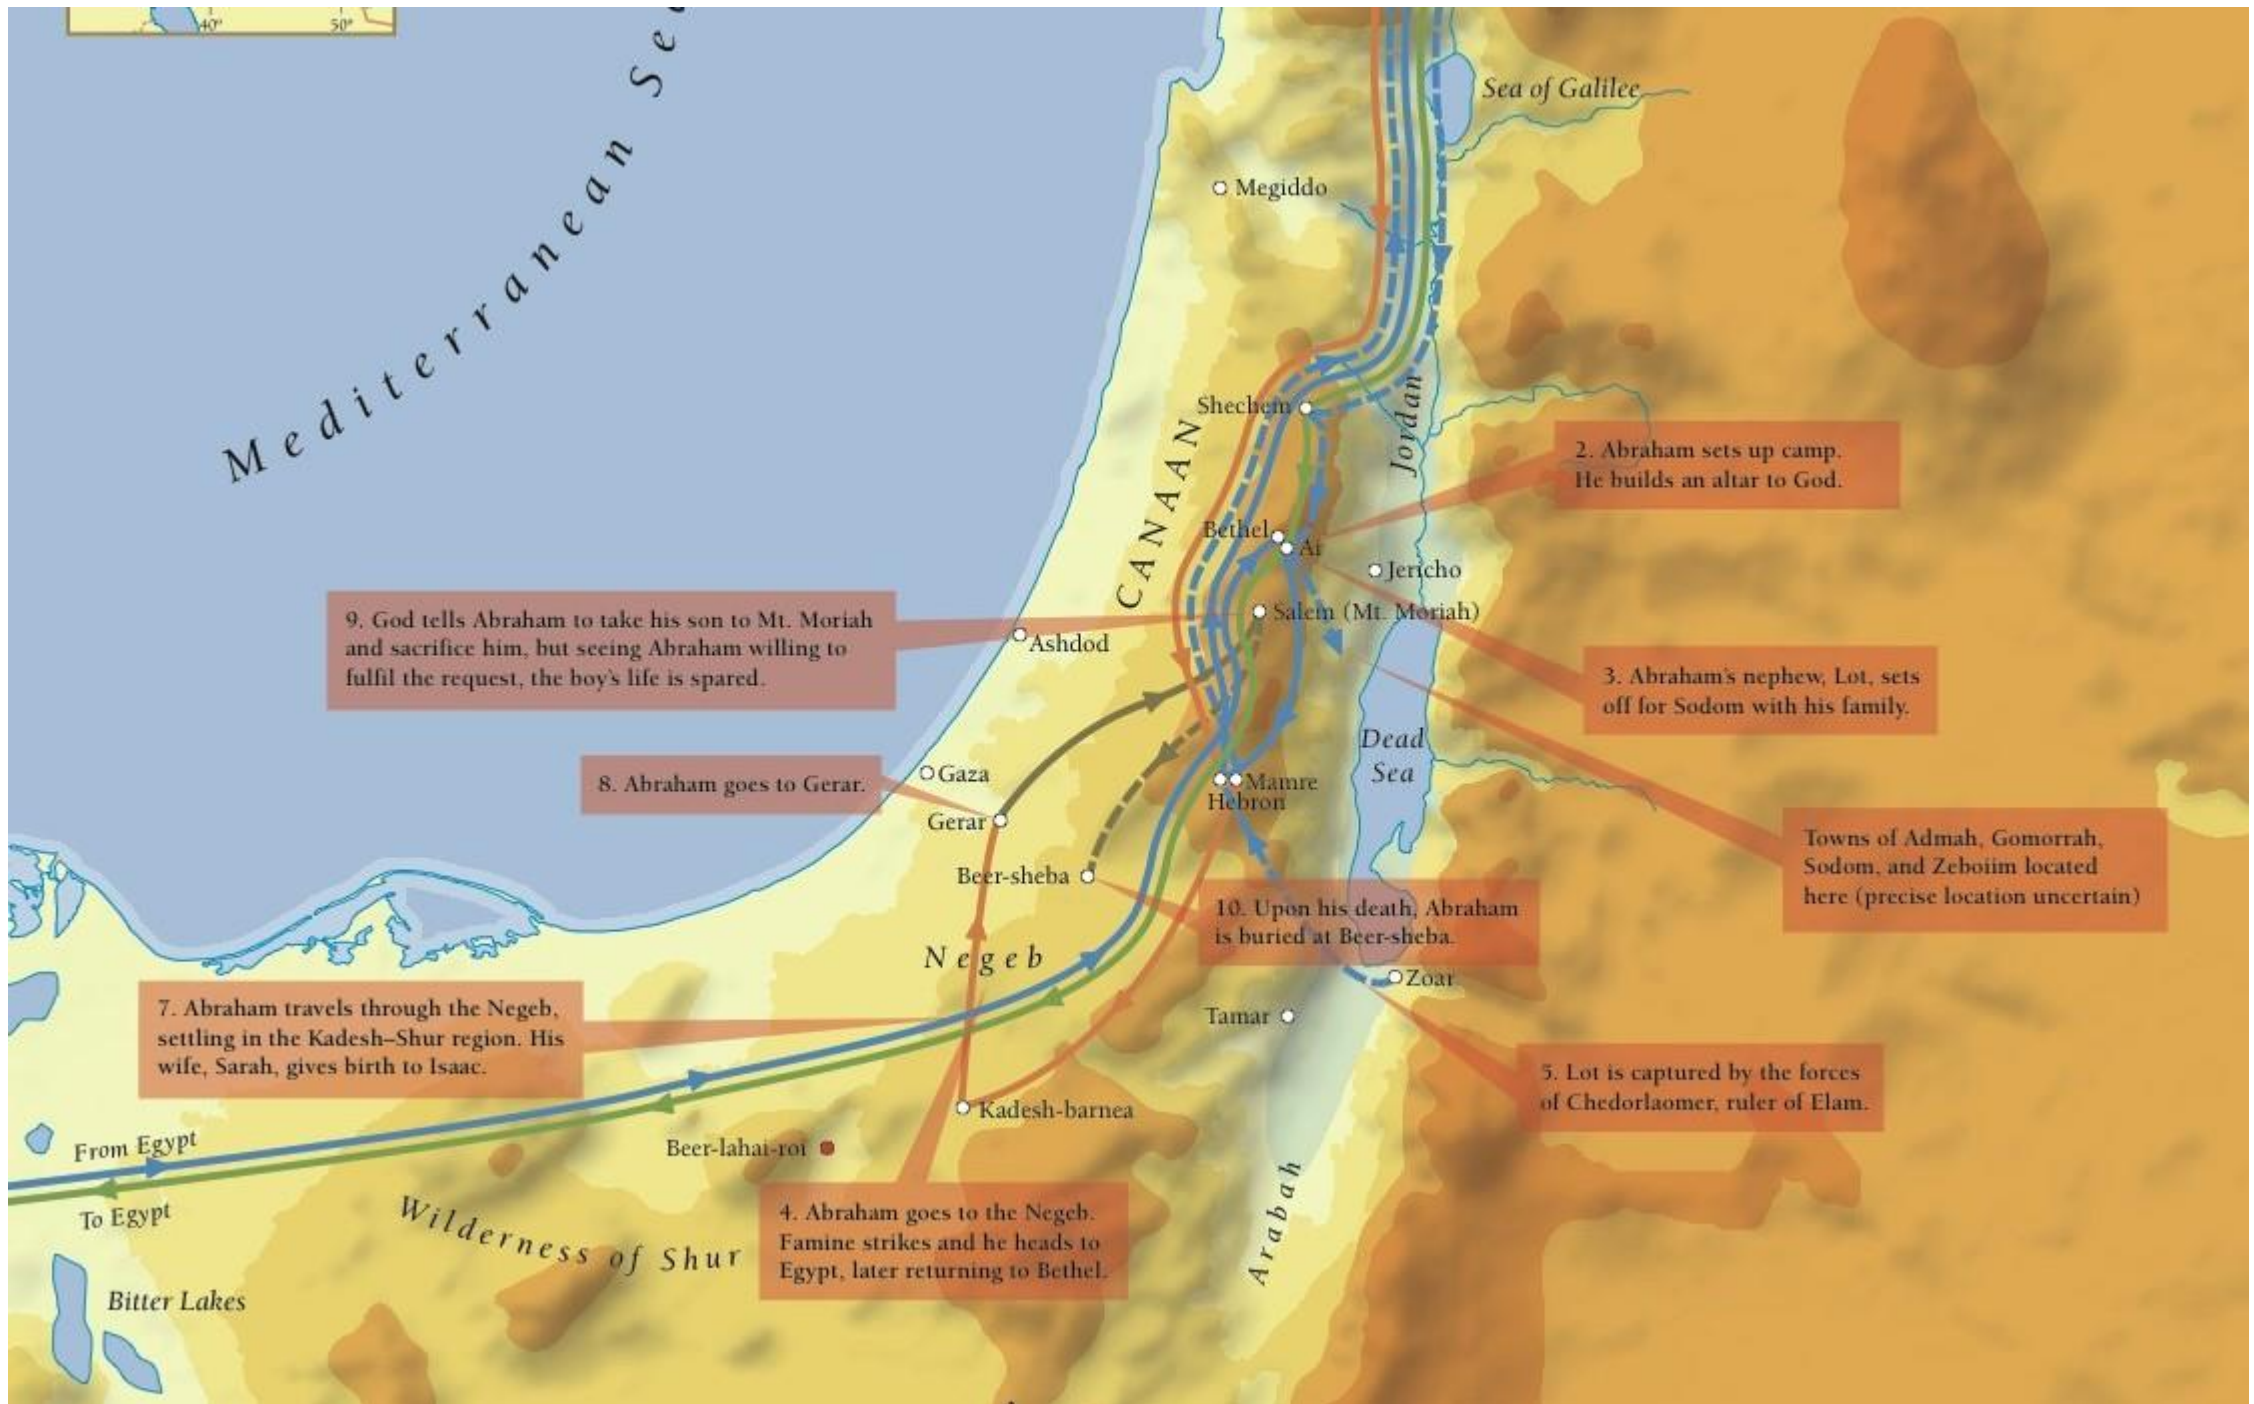 40°
50°
Mediterranean Se
Sea of Galilee
Megiddo
Shechem
Jordan
CANAAN
2. Abraham sets up camp.
He builds an altar to God.
Bethel
Ai
Jericho
Salem (Mt. Moriah)
9. God tells Abraham to take his son to Mt. Moriah
and sacrifice him, but seeing Abraham willing to
fulfil the request, the boy's life is spared.
Ashdod
3. Abraham's nephew, Lot, sets
off for Sodom with his family.
Dead
Sea
8. Abraham goes to Gerar.
Gaza
Mamre
Hebron
Gerar
Towns of Admah, Gomorrah,
Sodom, and Zeboiim located
here (precise location uncertain)
Beer-sheba
10. Upon his death, Abraham
is buried at Beer-sheba.
Negeb
Zoar
Tamar
7. Abraham travels through the Negeb,
settling in the Kadesh–Shur region. His
wife, Sarah, gives birth to Isaac.
5. Lot is captured by the forces
of Chedorlaomer, ruler of Elam.
Kadesh-barnea
Beer-lahai-roi
From Egypt
To Egypt
Wilderness of Shur
4. Abraham goes to the Negeb.
Famine strikes and he heads to
Egypt, later returning to Bethel.
Arabah
Bitter Lakes